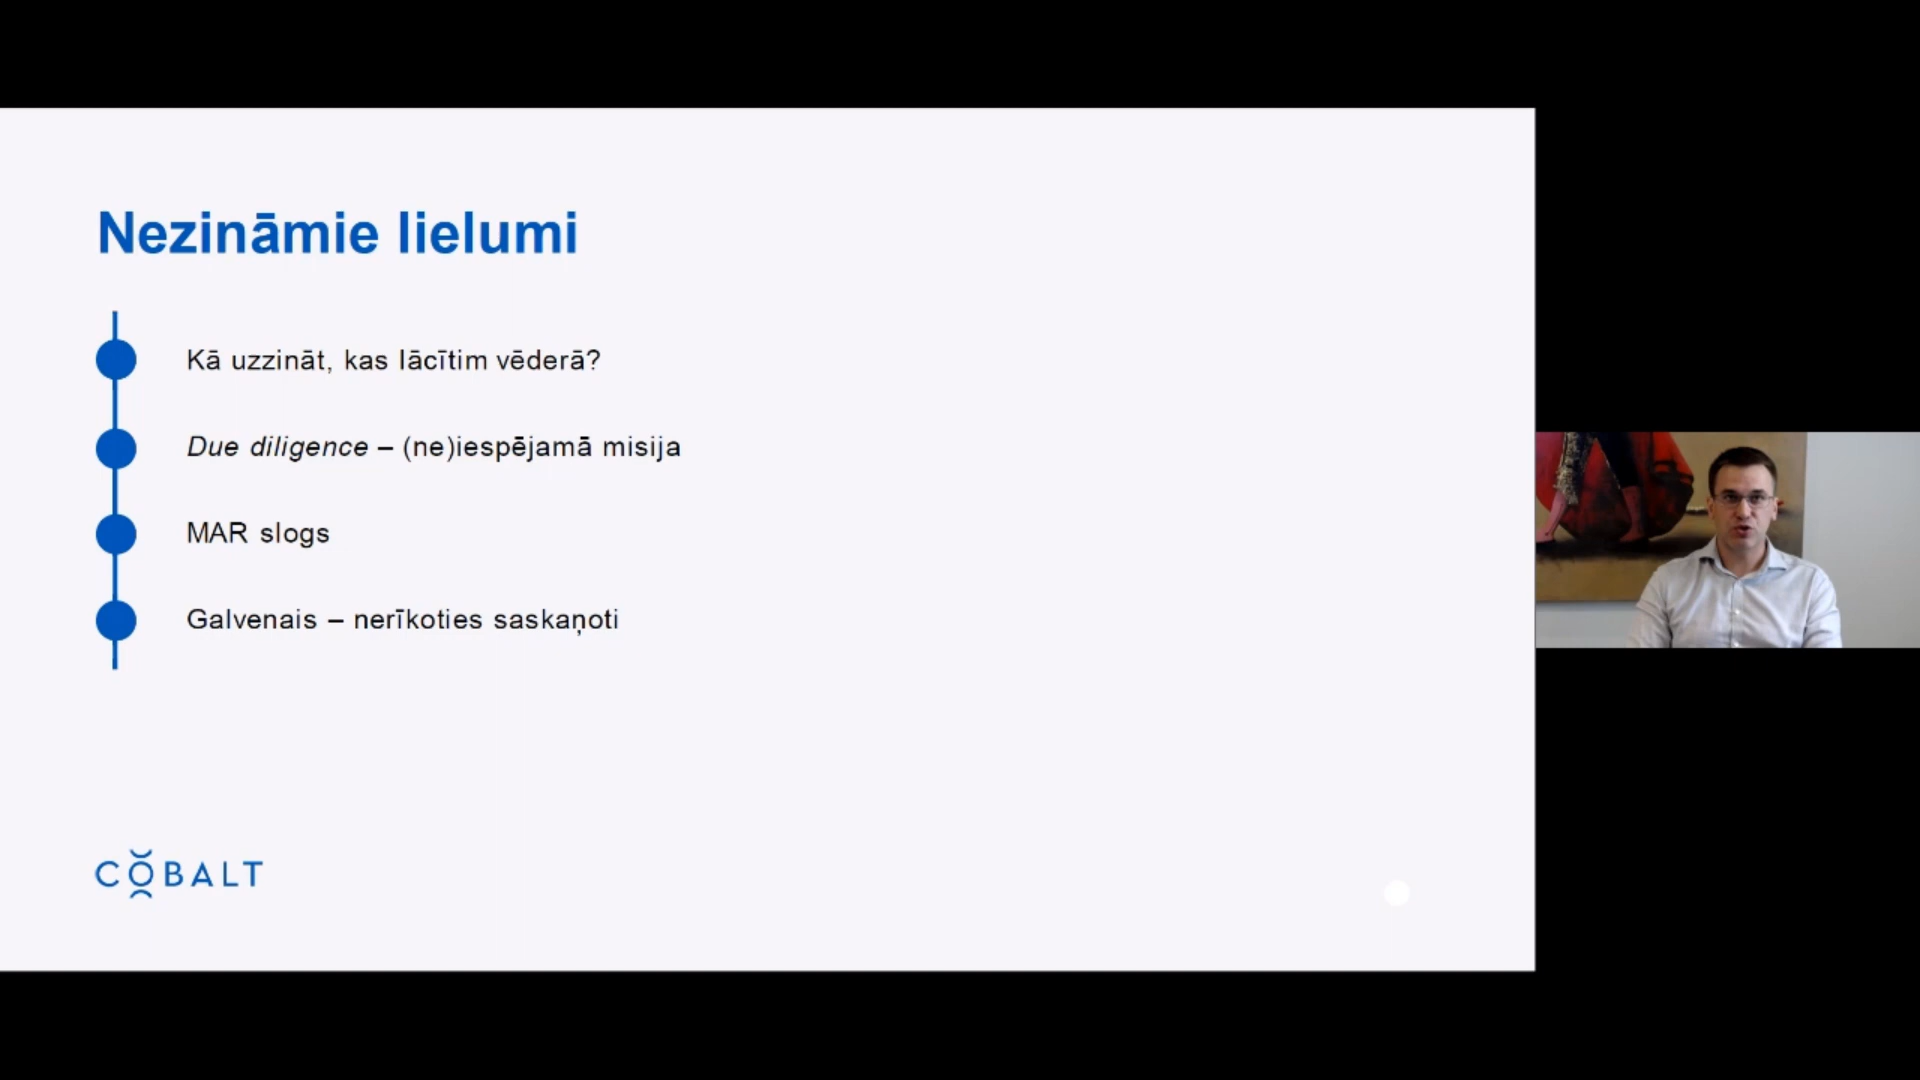 Nezināmie lielumi
Kā uzzināt, kas lācītim vēderā?
Due diligence – (ne)iespējamā misija
MAR slogs
Galvenais – nerīkoties saskaņoti
COBALT